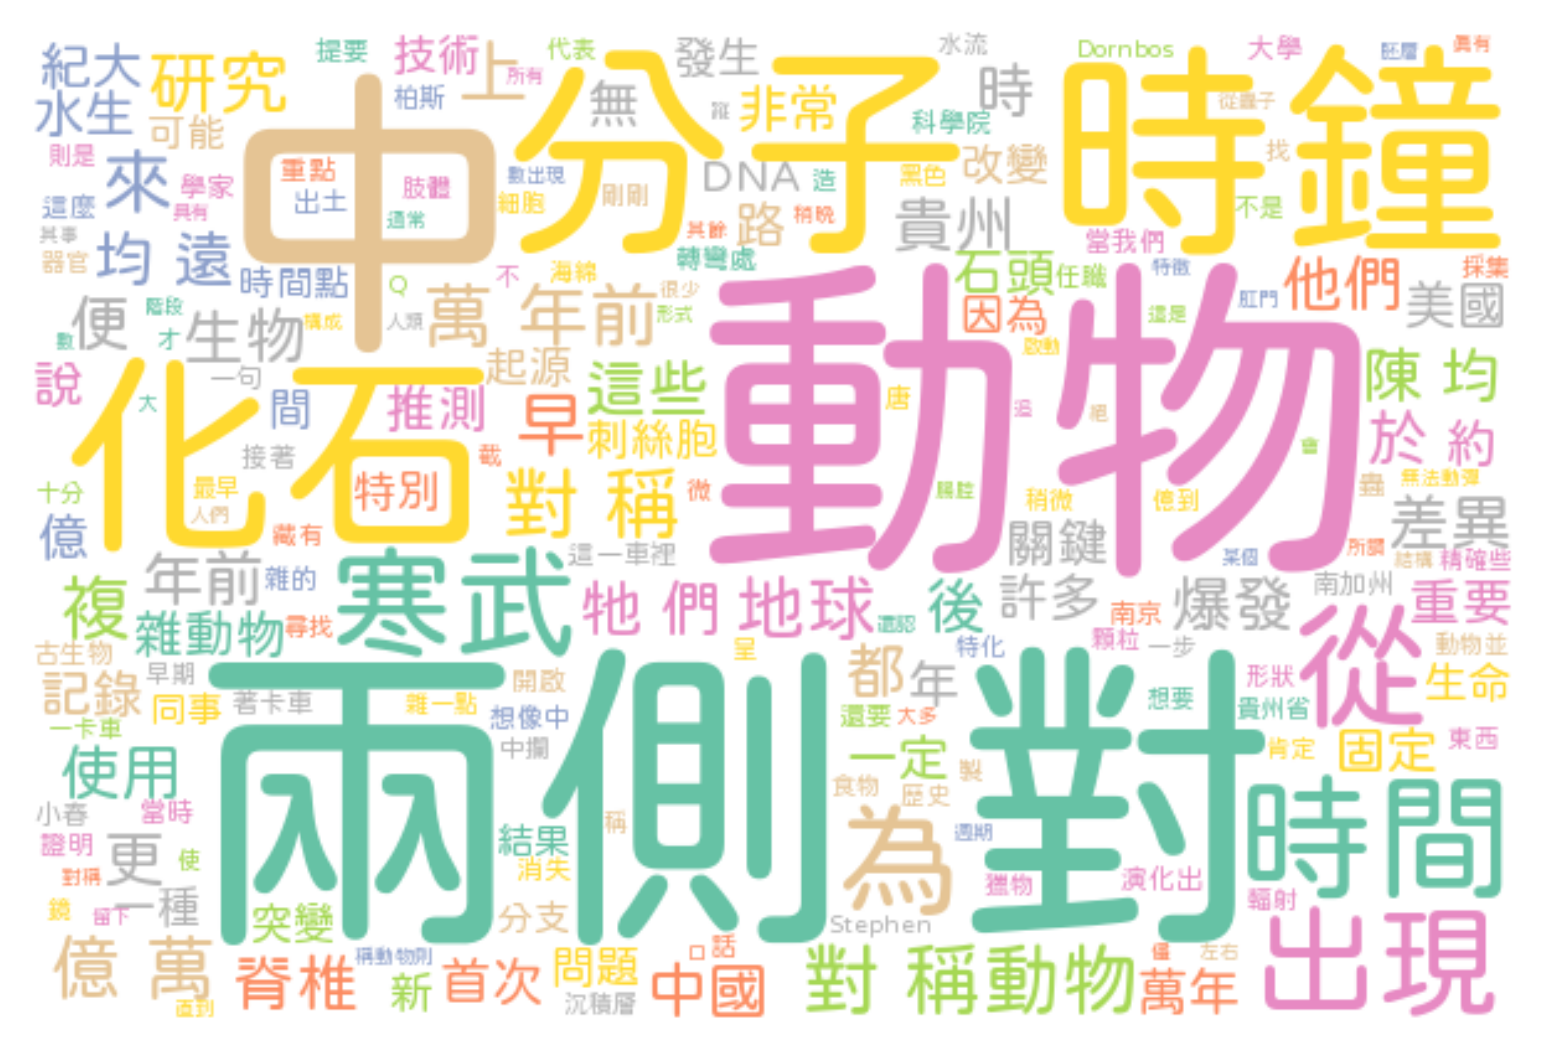 紀大
研究
提要
技術
上
所有
代表
發生
水流
Dornbos
大學
胚層
真有
水生
可能
柏斯
中
分子
無
非常
科學院
時
時鐘
從蟲子
找
則是
來
學家
具有
重點
出土
肢體
通常
數出現
細胞
剛剛
DNA
造
黑色
改變
這麼
其事
器官
均 遠
時間點
Q
不
海綿
其餘
路
稍晚
轉彎處
貴州
石頭
任職
當我們
不是
特徵
肛門
他們
採集
美國
便
階段
數
才
生物
構成
人類
萬 年前
很少
形式
因為
啟動
這是
說
一句
大
化石
間
推測
起源
早
這些
刺絲胞
動物
唐
追
絕
會
陳 均
於 約
接著
最早
人們
十分
億
特別
截
對 稱
微
腸腔
稍微
億到
蟲
無法動彈
差異
藏有
年前
雜的
寒武
這一車裡
關鍵
某個
所謂
結構
精確些
複
雜動物
尋找
牠 們
地球
還認
後
許多
南京
爆發
南加州
重要
古生物
早期
記錄
同事
著卡車
一卡車
雜一點
開啟
想像中
中攔
呈
都
年
特化
顆粒
一步
想要
形狀
貴州省
從
動物並
生命
還要
大多
使用
兩側
對
一定
製
食物
歷史
肯定
固定
東西
小春
當時
證明
更
使
對稱
結果
消失
稱
為
週期
獵物
演化出
輻射
時間
鏡
留下
一種
突變
分支
Stephen
出現
億 萬
直到
脊椎
稱動物則
新
首次
問題
沉積層
口
話
中國
對 稱動物
僅
左右
萬年